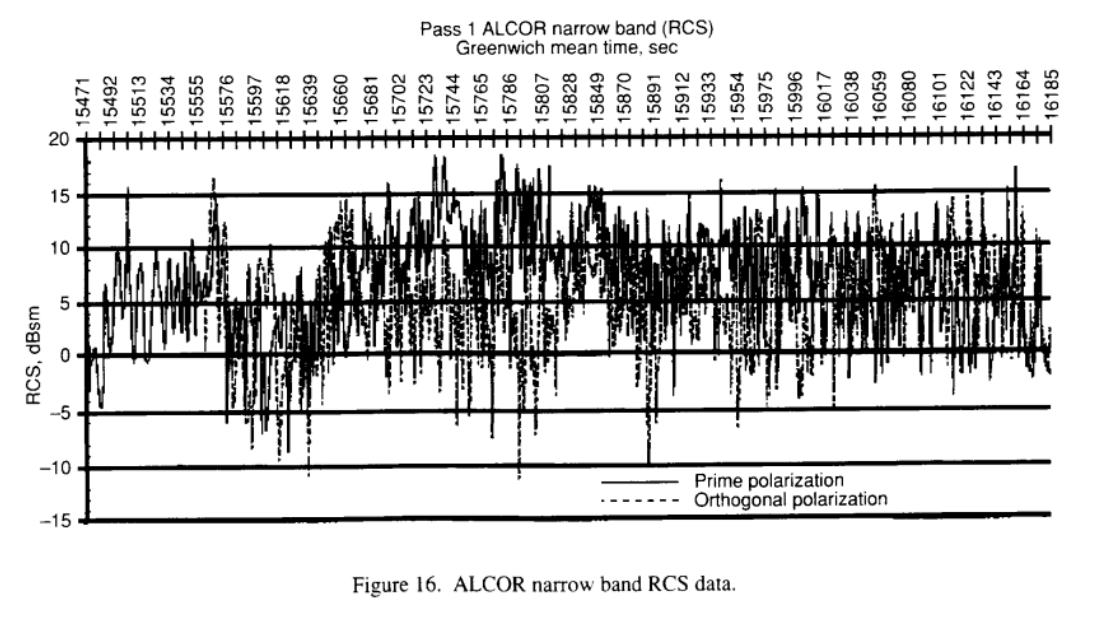 Pass 1 ALCOR narrow band (RCS)
Greenwich mean time, sec
15471 15492 15513 15534 15555 15576 15597 15618 15639 15660 15681 15702 15723 15744 15765 15786 15807 15828 15849 15870 15891 15912 15933 15954 15975 15996 16017 16038 16059 16080 16101 16122 16143 16164 16185
20
15
10
5
0
−5
−10
−15
RCS, dBsm
Prime polarization
Orthogonal polarization
Figure 16. ALCOR narrow band RCS data.